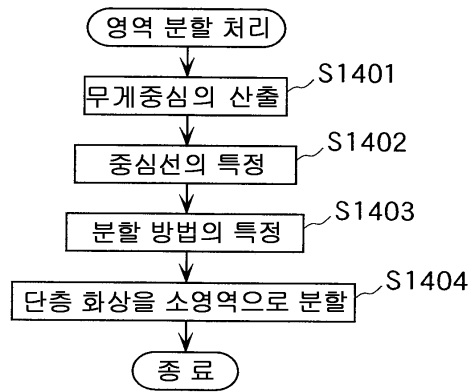 영역 분할 처리
무게중심의 산출
S1401
중심선의 특정
S1402
분할 방법의 특정
S1403
단층 화상을 소영역으로 분할
S1404
종 료